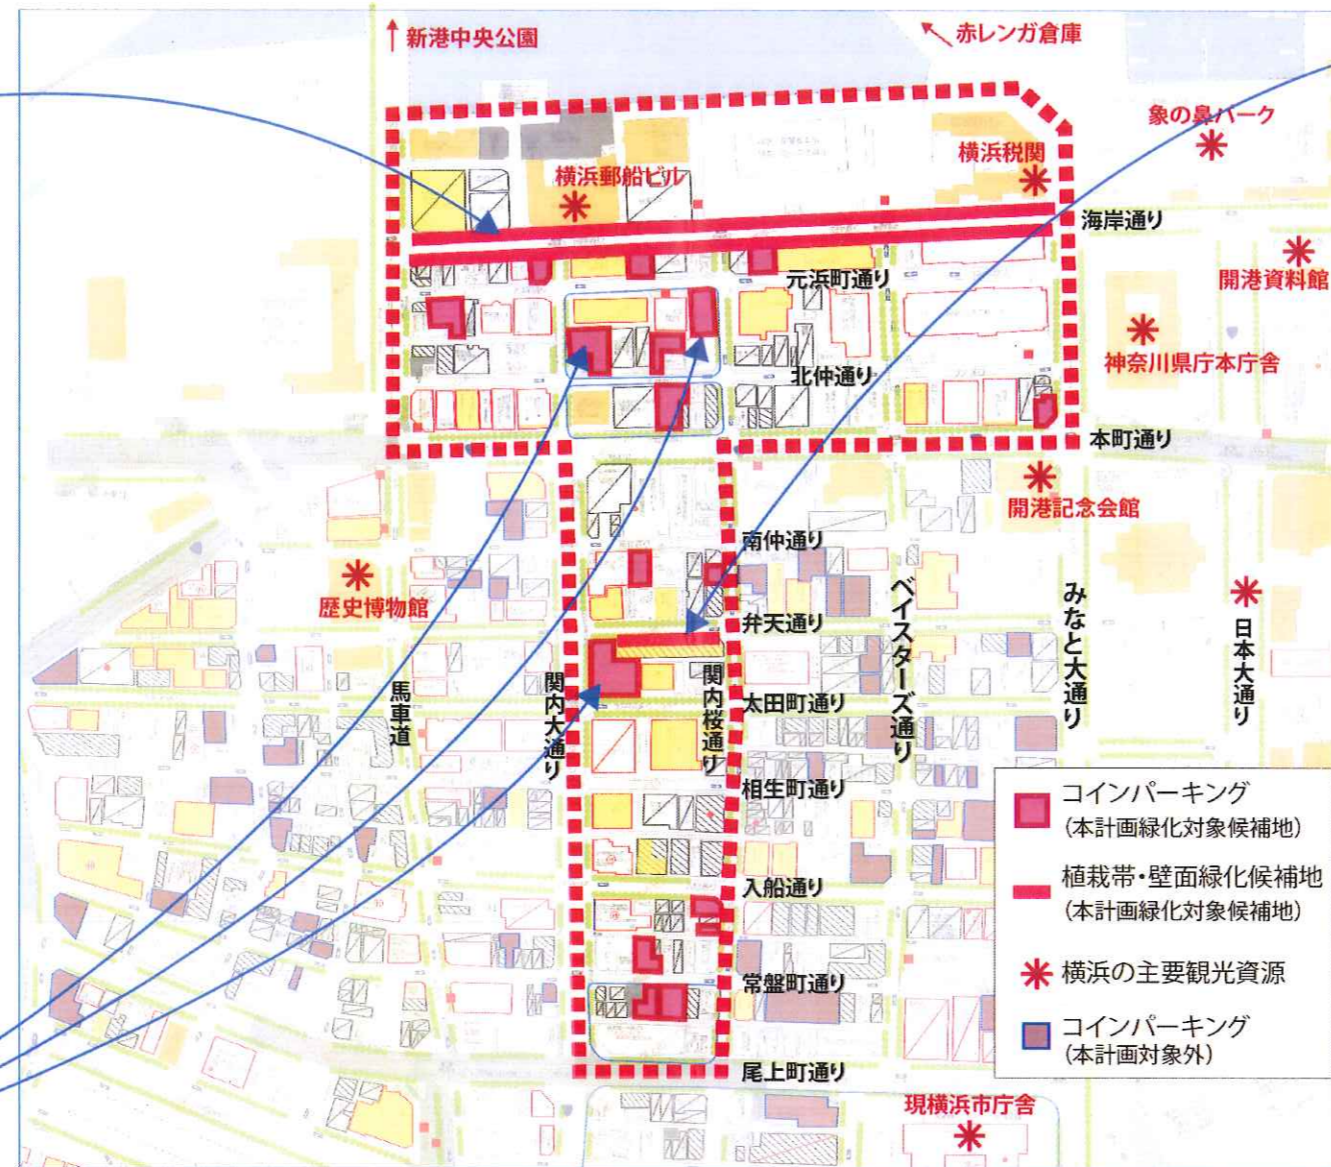 新港中央公園
赤レンガ倉庫
象の鼻パーク
横浜税関
横浜郵船ビル
海岸通り
開港資料館
元浜町通り
神奈川県庁本庁舎
北仲通り
本町通り
開港記念会館
南仲通り
歴史博物館
弁天通り
ベイスターズ通り
みなと大通り
日本大通り
馬車道
関内大通り
関内桜通り
太田町通り
相生町通り
入船通り
常盤町通り
尾上町通り
現横浜市庁舎
コインパーキング
(本計画緑化対象候補地)
植栽帯・壁面緑化候補地
(本計画緑化対象候補地)
横浜の主要観光資源
コインパーキング
(本計画対象外)